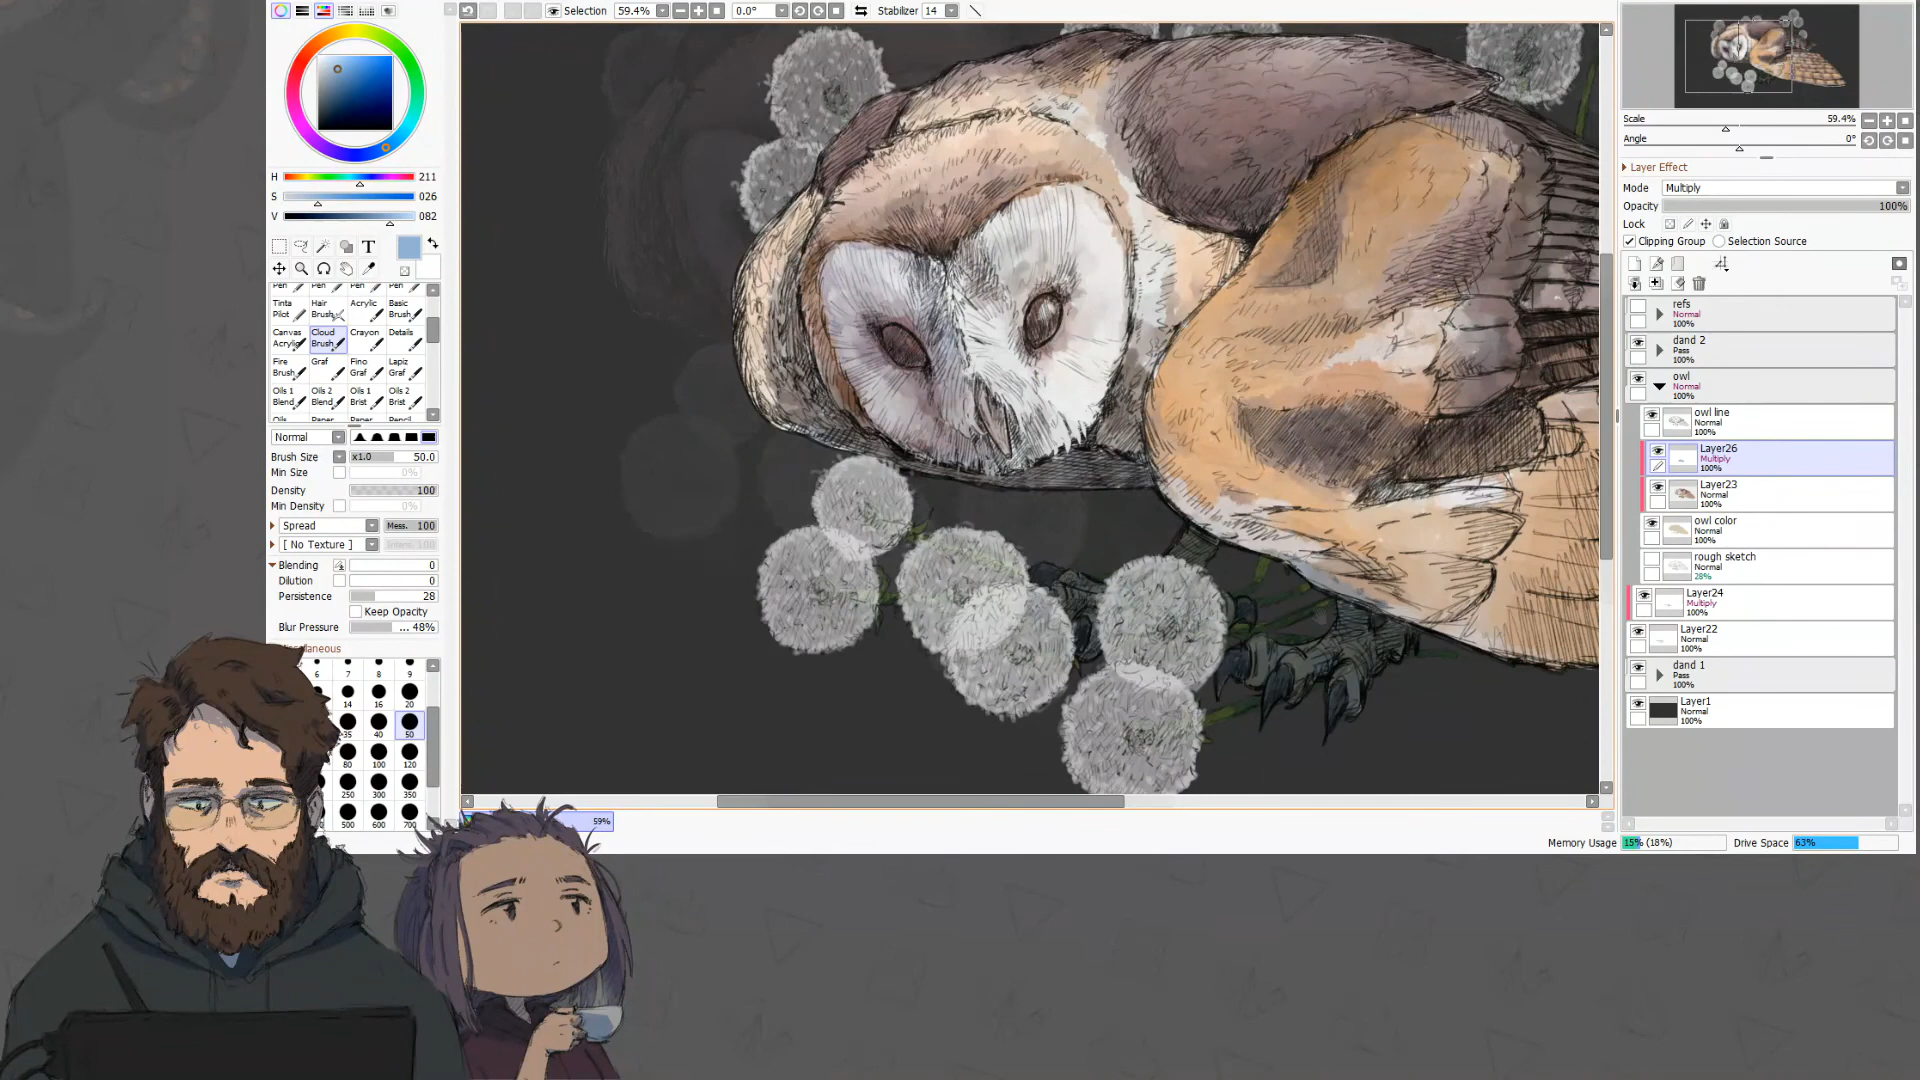 Selection
59.4%
0.0°
Stabilizer 14
H 211
S 026
V 082
T
Pen Pen Pen Pen
Tinta Pilot
Hair Brush
Acrylic
Basic Brush
Canvas Acrylic
Cloud Brush
Crayon
Details
Fire Brush
Graf
Fino Graf
Lapiz Graf
Oils 1 Blend
Oils 2 Blend
Oils 1 Brist
Oils 2 Brist
Normal
Brush Size x1.0 50.0
Min Size 0%
Density 100
Min Density 0%
Spread Mess. 100
[ No Texture ]
Blending 0
Dilution 0
Persistence 28
Keep Opacity
Blur Pressure ... 48%
6 7 8 9
14 16 20
35 40 50
80 100 120
250 300 350
500 600 700
59%
Scale 59.4%
Angle 0°
Layer Effect
Mode Multiply
Opacity 100%
Lock
Clipping Group Selection Source
refs
Normal
100%
dand 2
Pass
100%
owl
Normal
100%
owl line
Normal
100%
Layer26
Multiply
100%
Layer23
Normal
100%
owl color
Normal
100%
rough sketch
Normal
28%
Layer24
Multiply
100%
Layer22
Normal
100%
dand 1
Pass
100%
Layer1
Normal
100%
Memory Usage 15% (18%) Drive Space 63%